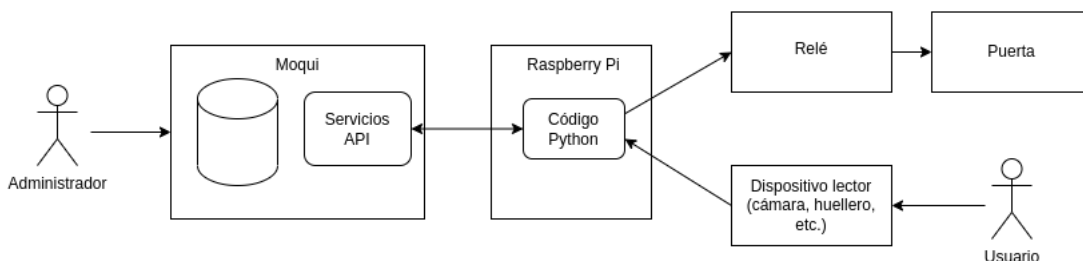 Administrador
Moqui
Servicios
API
Raspberry Pi
Código
Python
Relé
Puerta
Dispositivo lector
(cámara, huellero,
etc.)
Usuario